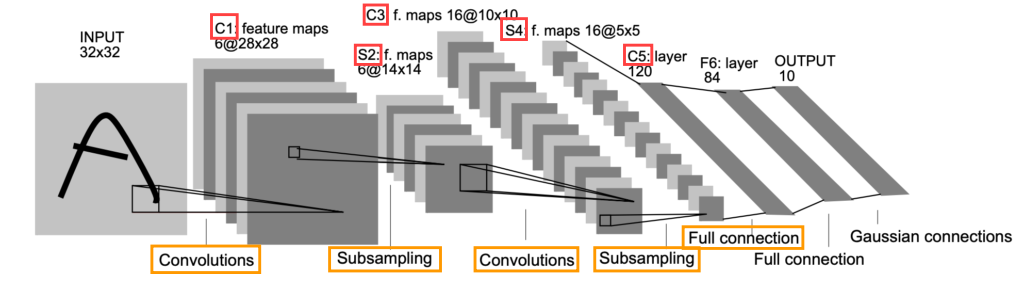 INPUT
32x32
C1: feature maps
6@28x28
C3 f. maps 16@10x10
S2: f. maps
6@14x14
S4: f. maps 16@5x5
C5: layer
120
F6: layer
84
OUTPUT
10
Convolutions
Subsampling
Convolutions
Subsampling
Full connection
Full connection
Gaussian connections